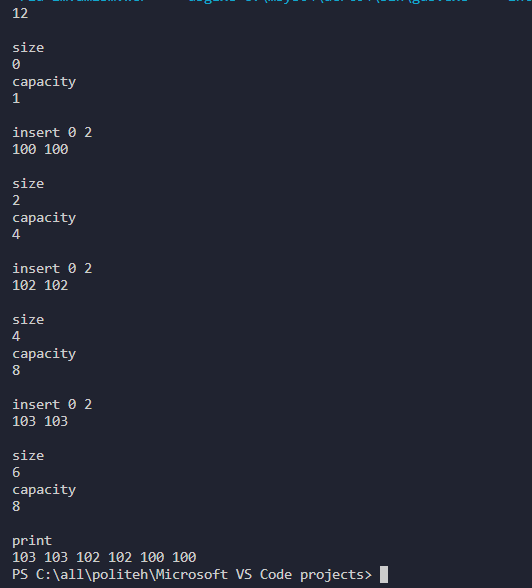 12
size
0
capacity
1
insert 0 2
100 100
size
2
capacity
4
insert 0 2
102 102
size
4
capacity
8
insert 0 2
103 103
size
6
capacity
8
print
103 103 102 102 100 100
PS C:\all\politeh\Microsoft VS Code projects>